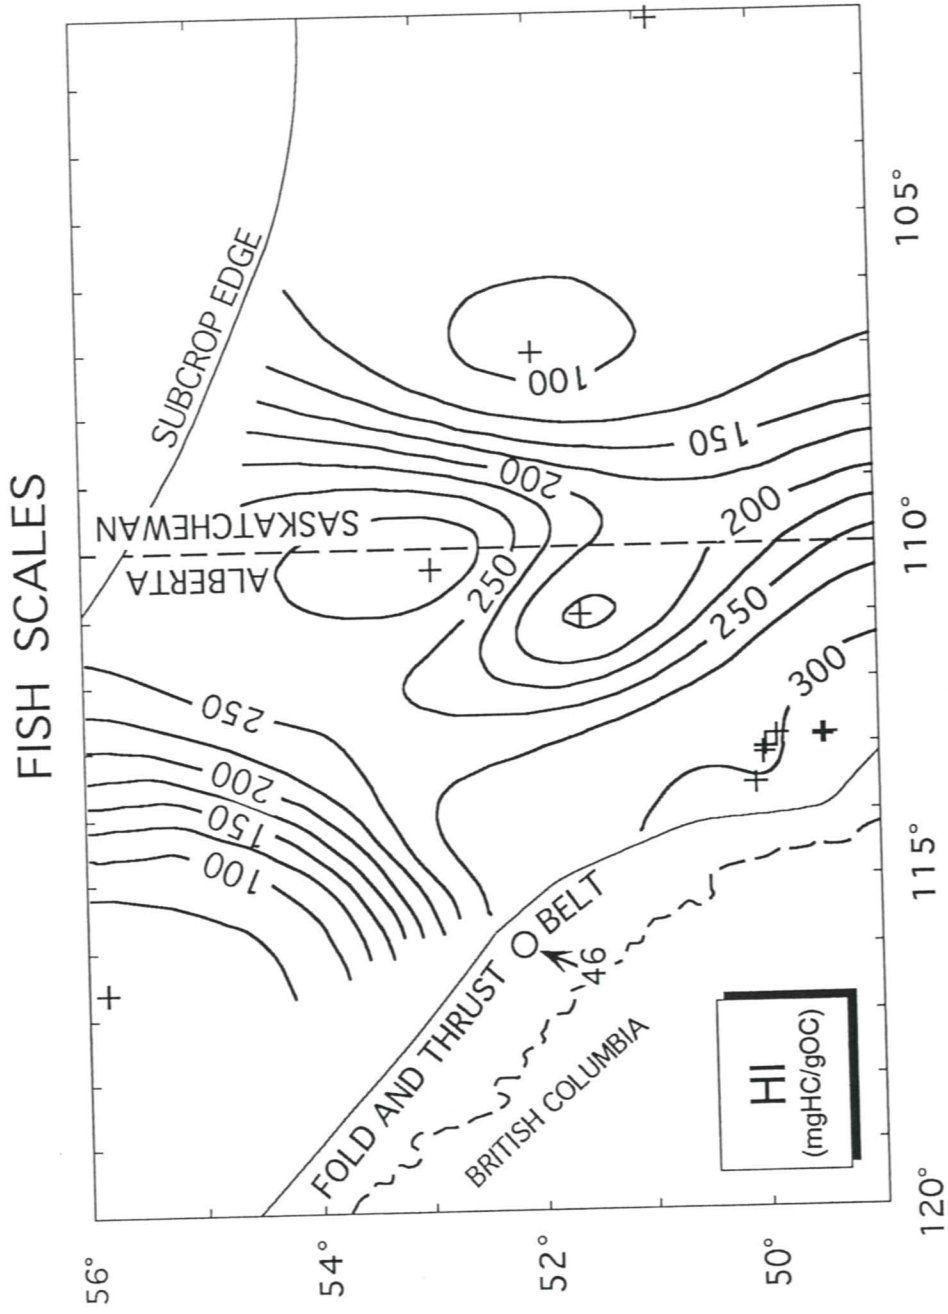 FISH SCALES
56°
54°
52°
50°
120°
115°
110°
105°
SUBCROP EDGE
ALBERTA
SASKATCHEWAN
FOLD AND THRUST BELT
BRITISH COLUMBIA
46
100
150
200
250
250
200
150
100
200
250
300
HI
(mgHC/gOC)